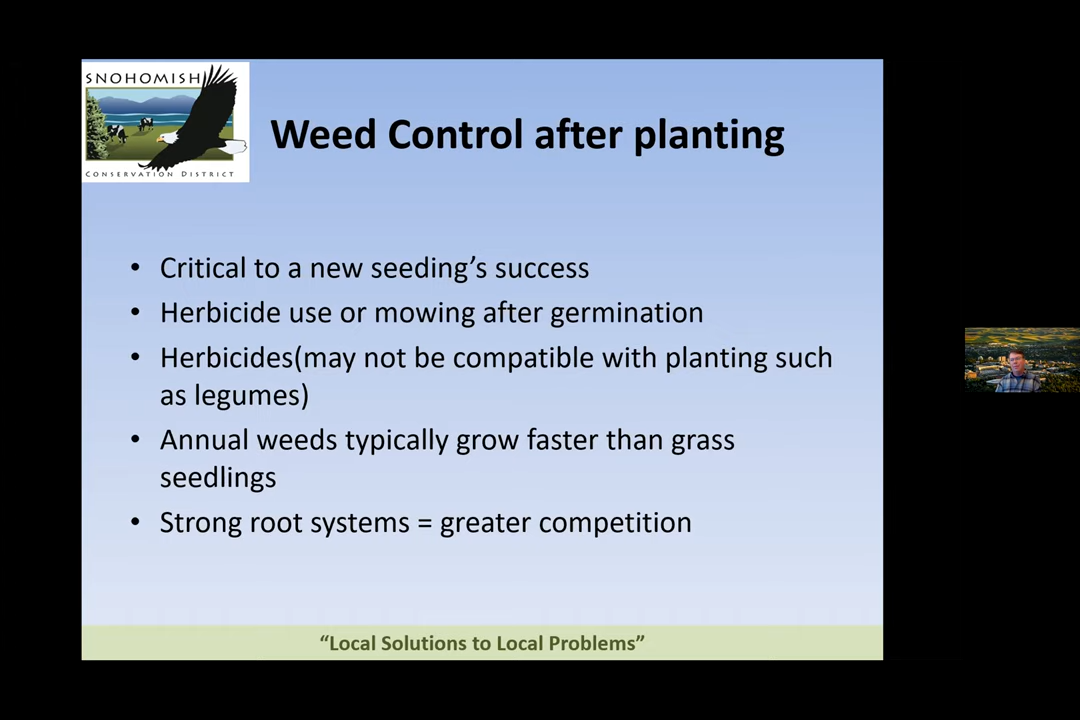 SNOHOMISH
CONSERVATION DISTRICT
Weed Control after planting
• Critical to a new seeding’s success
• Herbicide use or mowing after germination
• Herbicides(may not be compatible with planting such
as legumes)
• Annual weeds typically grow faster than grass
seedlings
• Strong root systems = greater competition
“Local Solutions to Local Problems”